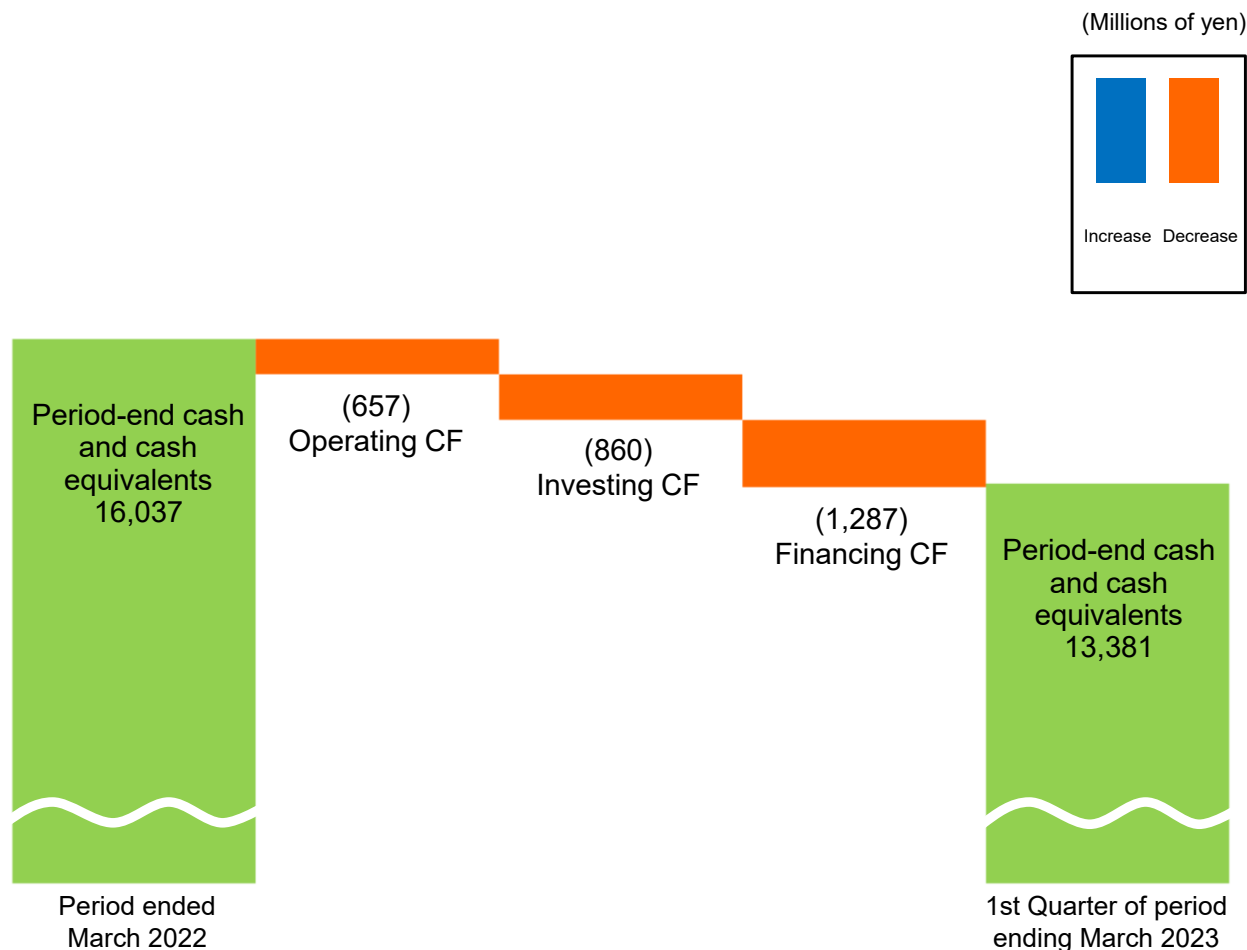 (Millions of yen)
Increase Decrease
Period-end cash
and cash
equivalents
16,037
(657)
Operating CF
(860)
Investing CF
(1,287)
Financing CF
Period-end cash
and cash
equivalents
13,381
Period ended
March 2022
1st Quarter of period
ending March 2023